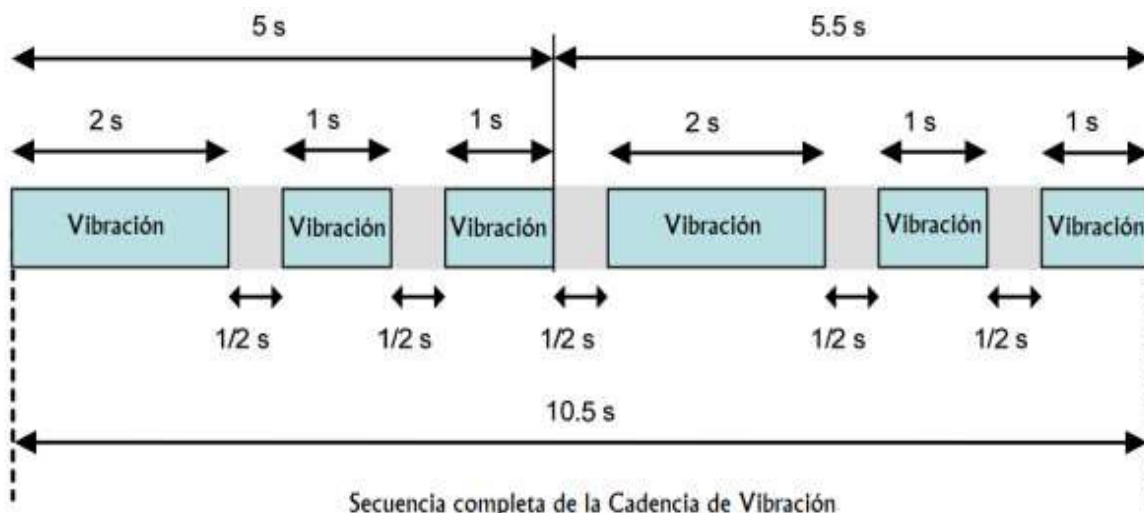 5 s 5.5 s
2 s 1 s 1 s 2 s 1 s 1 s
Vibración Vibración Vibración Vibración Vibración Vibración
1/2 s 1/2 s 1/2 s 1/2 s 1/2 s
10.5 s
Secuencia completa de la Cadencia de Vibración